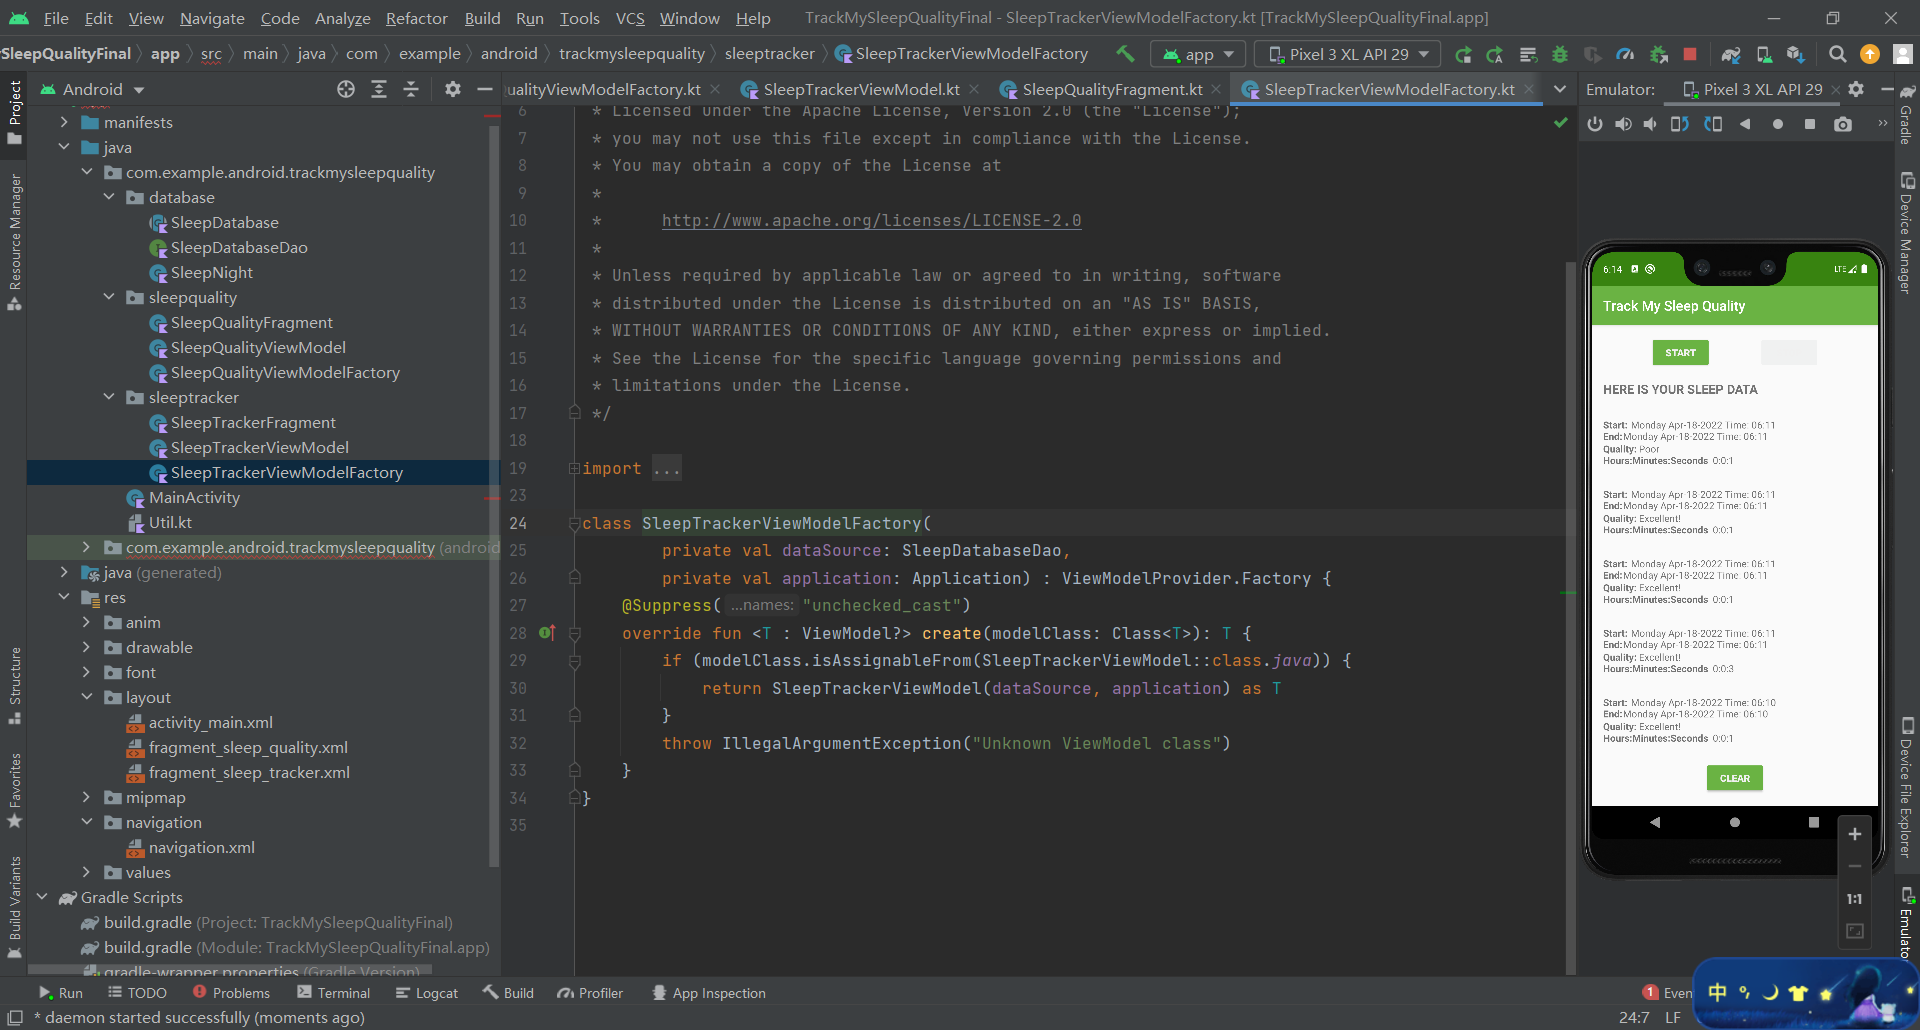 File Edit View Navigate Code Analyze Refactor Build Run Tools VCS Window Help TrackMySleepQualityFinal - SleepTrackerViewModelFactory.kt [TrackMySleepQualityFinal.app]
SleepQualityFinal app src main java com example android trackmysleepquality sleeptracker SleepTrackerViewModelFactory app Pixel 3 XL API 29
Android
ualityViewModelFactory.kt SleepTrackerViewModel.kt SleepQualityFragment.kt SleepTrackerViewModelFactory.kt
Emulator: Pixel 3 XL API 29
Project
Resource Manager
Structure
Favorites
Build Variants
manifests
java
com.example.android.trackmysleepquality
database
SleepDatabase
SleepDatabaseDao
SleepNight
sleepquality
SleepQualityFragment
SleepQualityViewModel
SleepQualityViewModelFactory
sleeptracker
SleepTrackerFragment
SleepTrackerViewModel
SleepTrackerViewModelFactory
MainActivity
Util.kt
com.example.android.trackmysleepquality (android
java (generated)
res
anim
drawable
font
layout
activity_main.xml
fragment_sleep_quality.xml
fragment_sleep_tracker.xml
mipmap
navigation
navigation.xml
values
Gradle Scripts
build.gradle (Project: TrackMySleepQualityFinal)
build.gradle (Module: TrackMySleepQualityFinal.app)
gradle-wrapper.properties (Gradle Version)
6 * Licensed under the Apache License, Version 2.0 (the "License");
7 * you may not use this file except in compliance with the License.
8 * You may obtain a copy of the License at
9 *
10 * http://www.apache.org/licenses/LICENSE-2.0
11 *
12 * Unless required by applicable law or agreed to in writing, software
13 * distributed under the License is distributed on an "AS IS" BASIS,
14 * WITHOUT WARRANTIES OR CONDITIONS OF ANY KIND, either express or implied.
15 * See the License for the specific language governing permissions and
16 * limitations under the License.
17 */
18
19 import ...
23
24 class SleepTrackerViewModelFactory(
25 private val dataSource: SleepDatabaseDao,
26 private val application: Application) : ViewModelProvider.Factory {
27 @Suppress( ...names: "unchecked_cast")
28 override fun <T : ViewModel?> create(modelClass: Class<T>): T {
29 if (modelClass.isAssignableFrom(SleepTrackerViewModel::class.java)) {
30 return SleepTrackerViewModel(dataSource, application) as T
31 }
32 throw IllegalArgumentException("Unknown ViewModel class")
33 }
34 }
35
6:14 LTE
Track My Sleep Quality
START
HERE IS YOUR SLEEP DATA
Start: Monday Apr-18-2022 Time: 06:11
End:Monday Apr-18-2022 Time: 06:11
Quality: Poor
Hours:Minutes:Seconds 0:0:1
Start: Monday Apr-18-2022 Time: 06:11
End:Monday Apr-18-2022 Time: 06:11
Quality: Excellent!
Hours:Minutes:Seconds 0:0:1
Start: Monday Apr-18-2022 Time: 06:11
End:Monday Apr-18-2022 Time: 06:11
Quality: Excellent!
Hours:Minutes:Seconds 0:0:1
Start: Monday Apr-18-2022 Time: 06:11
End:Monday Apr-18-2022 Time: 06:11
Quality: Excellent!
Hours:Minutes:Seconds 0:0:3
Start: Monday Apr-18-2022 Time: 06:10
End:Monday Apr-18-2022 Time: 06:10
Quality: Excellent!
Hours:Minutes:Seconds 0:0:1
CLEAR
1:1
Gradle
Device Manager
Device File Explorer
Emulator
Run TODO Problems Terminal Logcat Build Profiler App Inspection 1 Even
中
* daemon started successfully (moments ago) 24:7 LF